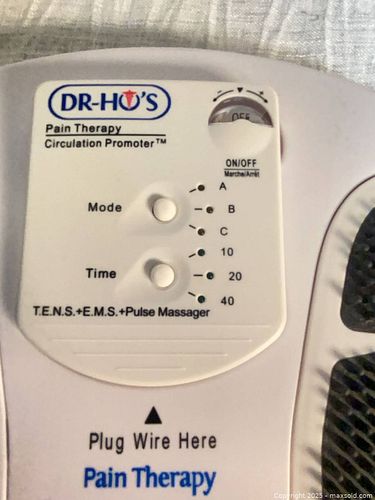 DR-HO'S
- ▼ +
OFF
Pain Therapy
Circulation Promoter™
ON/OFF
Marche/Arrêt
A
Mode
B
C
10
Time
20
40
T.E.N.S.+E.M.S.+Pulse Massager
▲
Plug Wire Here
Pain Therapy
Copyright 2025 - maxsold.com